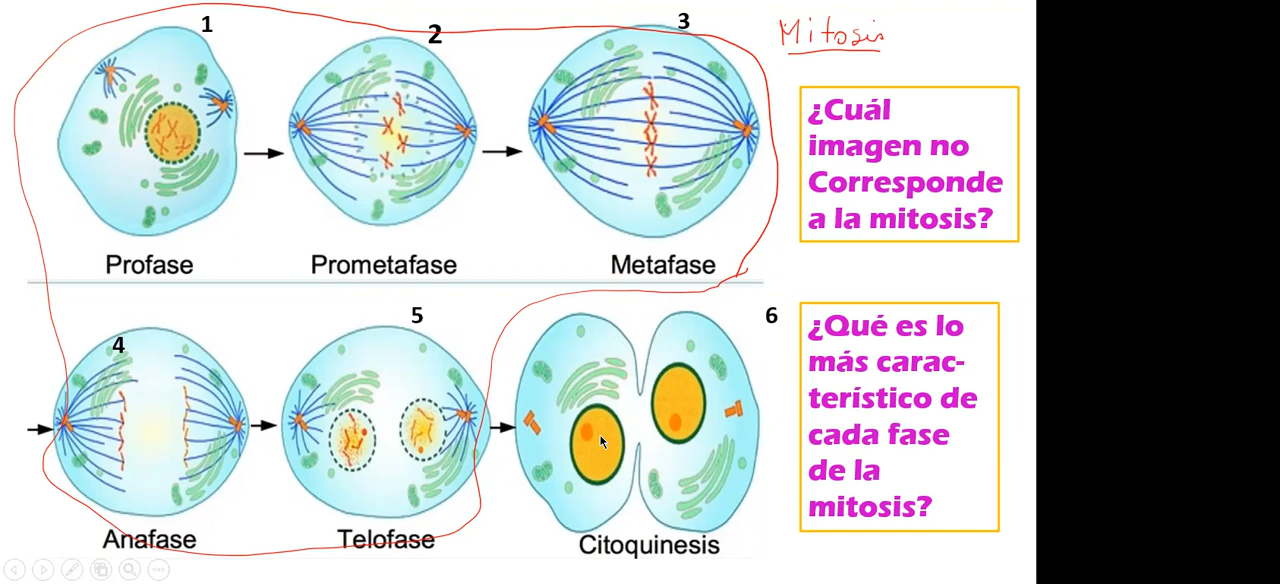 1
2
3
Mitosis
Profase
Prometafase
Metafase
¿Cuál
imagen no
Corresponde
a la mitosis?
4
5
6
Anafase
Telofase
Citoquinesis
¿Qué es lo
más carac-
terístico de
cada fase
de la
mitosis?